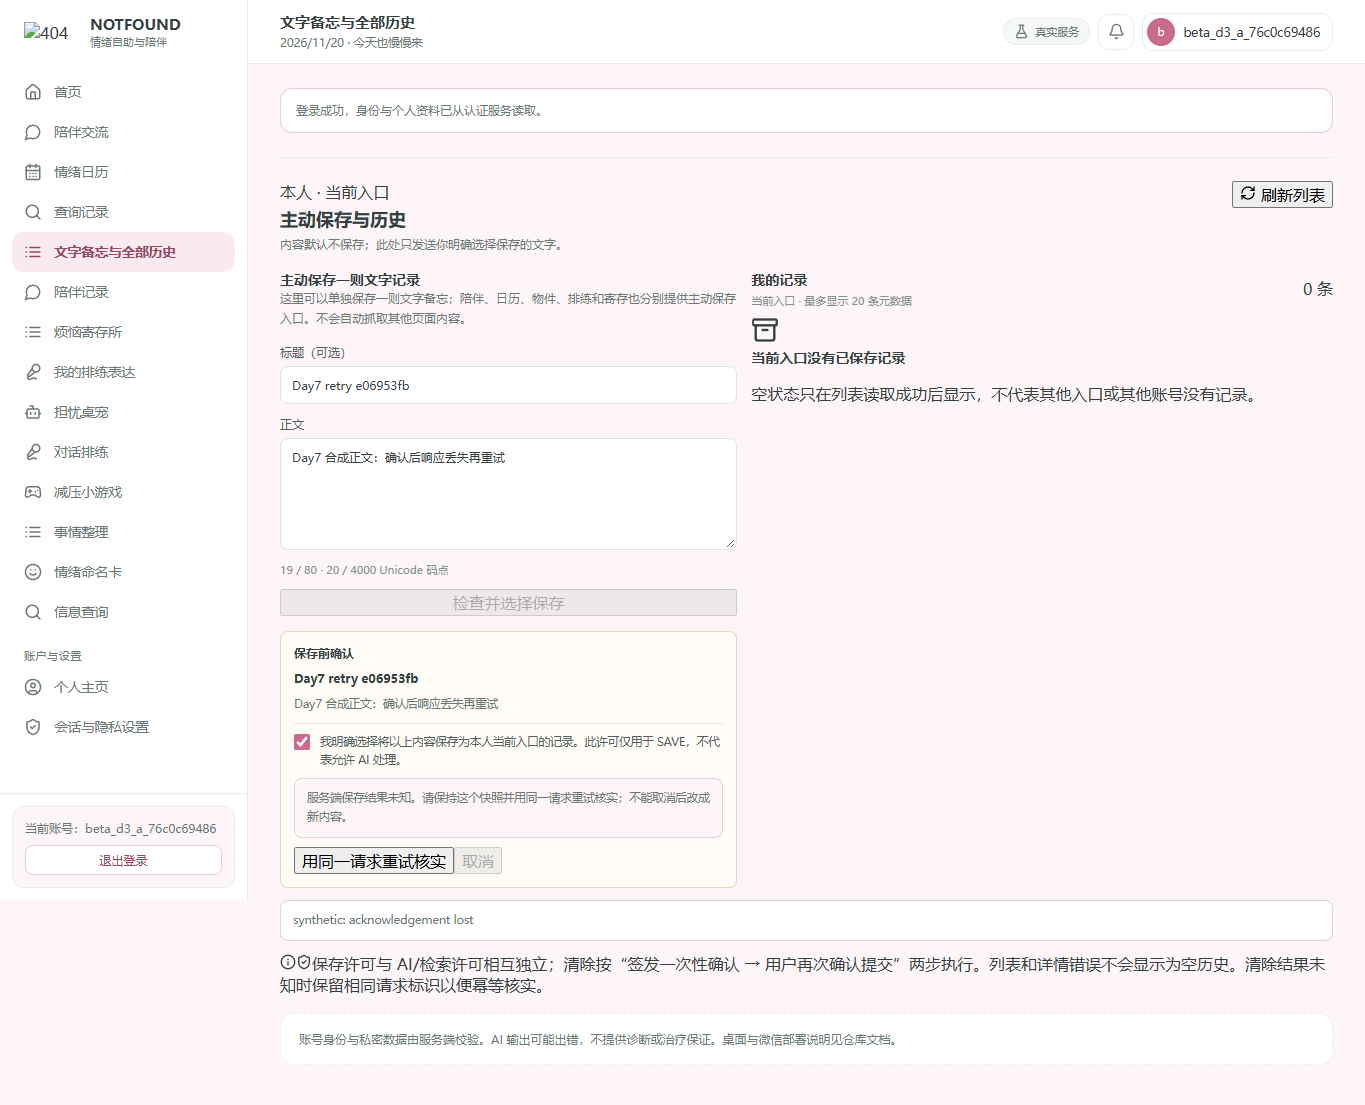 404
NOTFOUND
情绪自助与陪伴
首页
陪伴交流
情绪日历
查询记录
文字备忘与全部历史
陪伴记录
烦恼寄存所
我的排练表达
担忧桌宠
对话排练
减压小游戏
事情整理
情绪命名卡
信息查询
账户与设置
个人主页
会话与隐私设置
当前账号：beta_d3_a_76c0c69486
退出登录
文字备忘与全部历史
2026/11/20 · 今天也慢慢来
真实服务
b
beta_d3_a_76c0c69486
登录成功，身份与个人资料已从认证服务读取。
本人 · 当前入口
主动保存与历史
内容默认不保存；此处只发送你明确选择保存的文字。
刷新列表
主动保存一则文字记录
这里可以单独保存一则文字备忘；陪伴、日历、物件、排练和寄存也分别提供主动保存
入口。不会自动抓取其他页面内容。
标题（可选）
Day7 retry e06953fb
正文
Day7 合成正文：确认后响应丢失再重试
19 / 80 · 20 / 4000 Unicode 码点
检查并选择保存
保存前确认
Day7 retry e06953fb
Day7 合成正文：确认后响应丢失再重试
我明确选择将以上内容保存为本人当前入口的记录。此许可仅用于 SAVE，不代
表允许 AI 处理。
服务端保存结果未知。请保持这个快照并用同一请求重试核实；不能取消后改成
新内容。
用同一请求重试核实
取消
我的记录
当前入口 · 最多显示 20 条元数据
0 条
当前入口没有已保存记录
空状态只在列表读取成功后显示，不代表其他入口或其他账号没有记录。
synthetic: acknowledgement lost
保存许可与 AI/检索许可相互独立；清除按“签发一次性确认 → 用户再次确认提交”两步执行。列表和详情错误不会显示为空历史。清除结果未
知时保留相同请求标识以便幂等核实。
账号身份与私密数据由服务端校验。AI 输出可能出错，不提供诊断或治疗保证。桌面与微信部署说明见仓库文档。